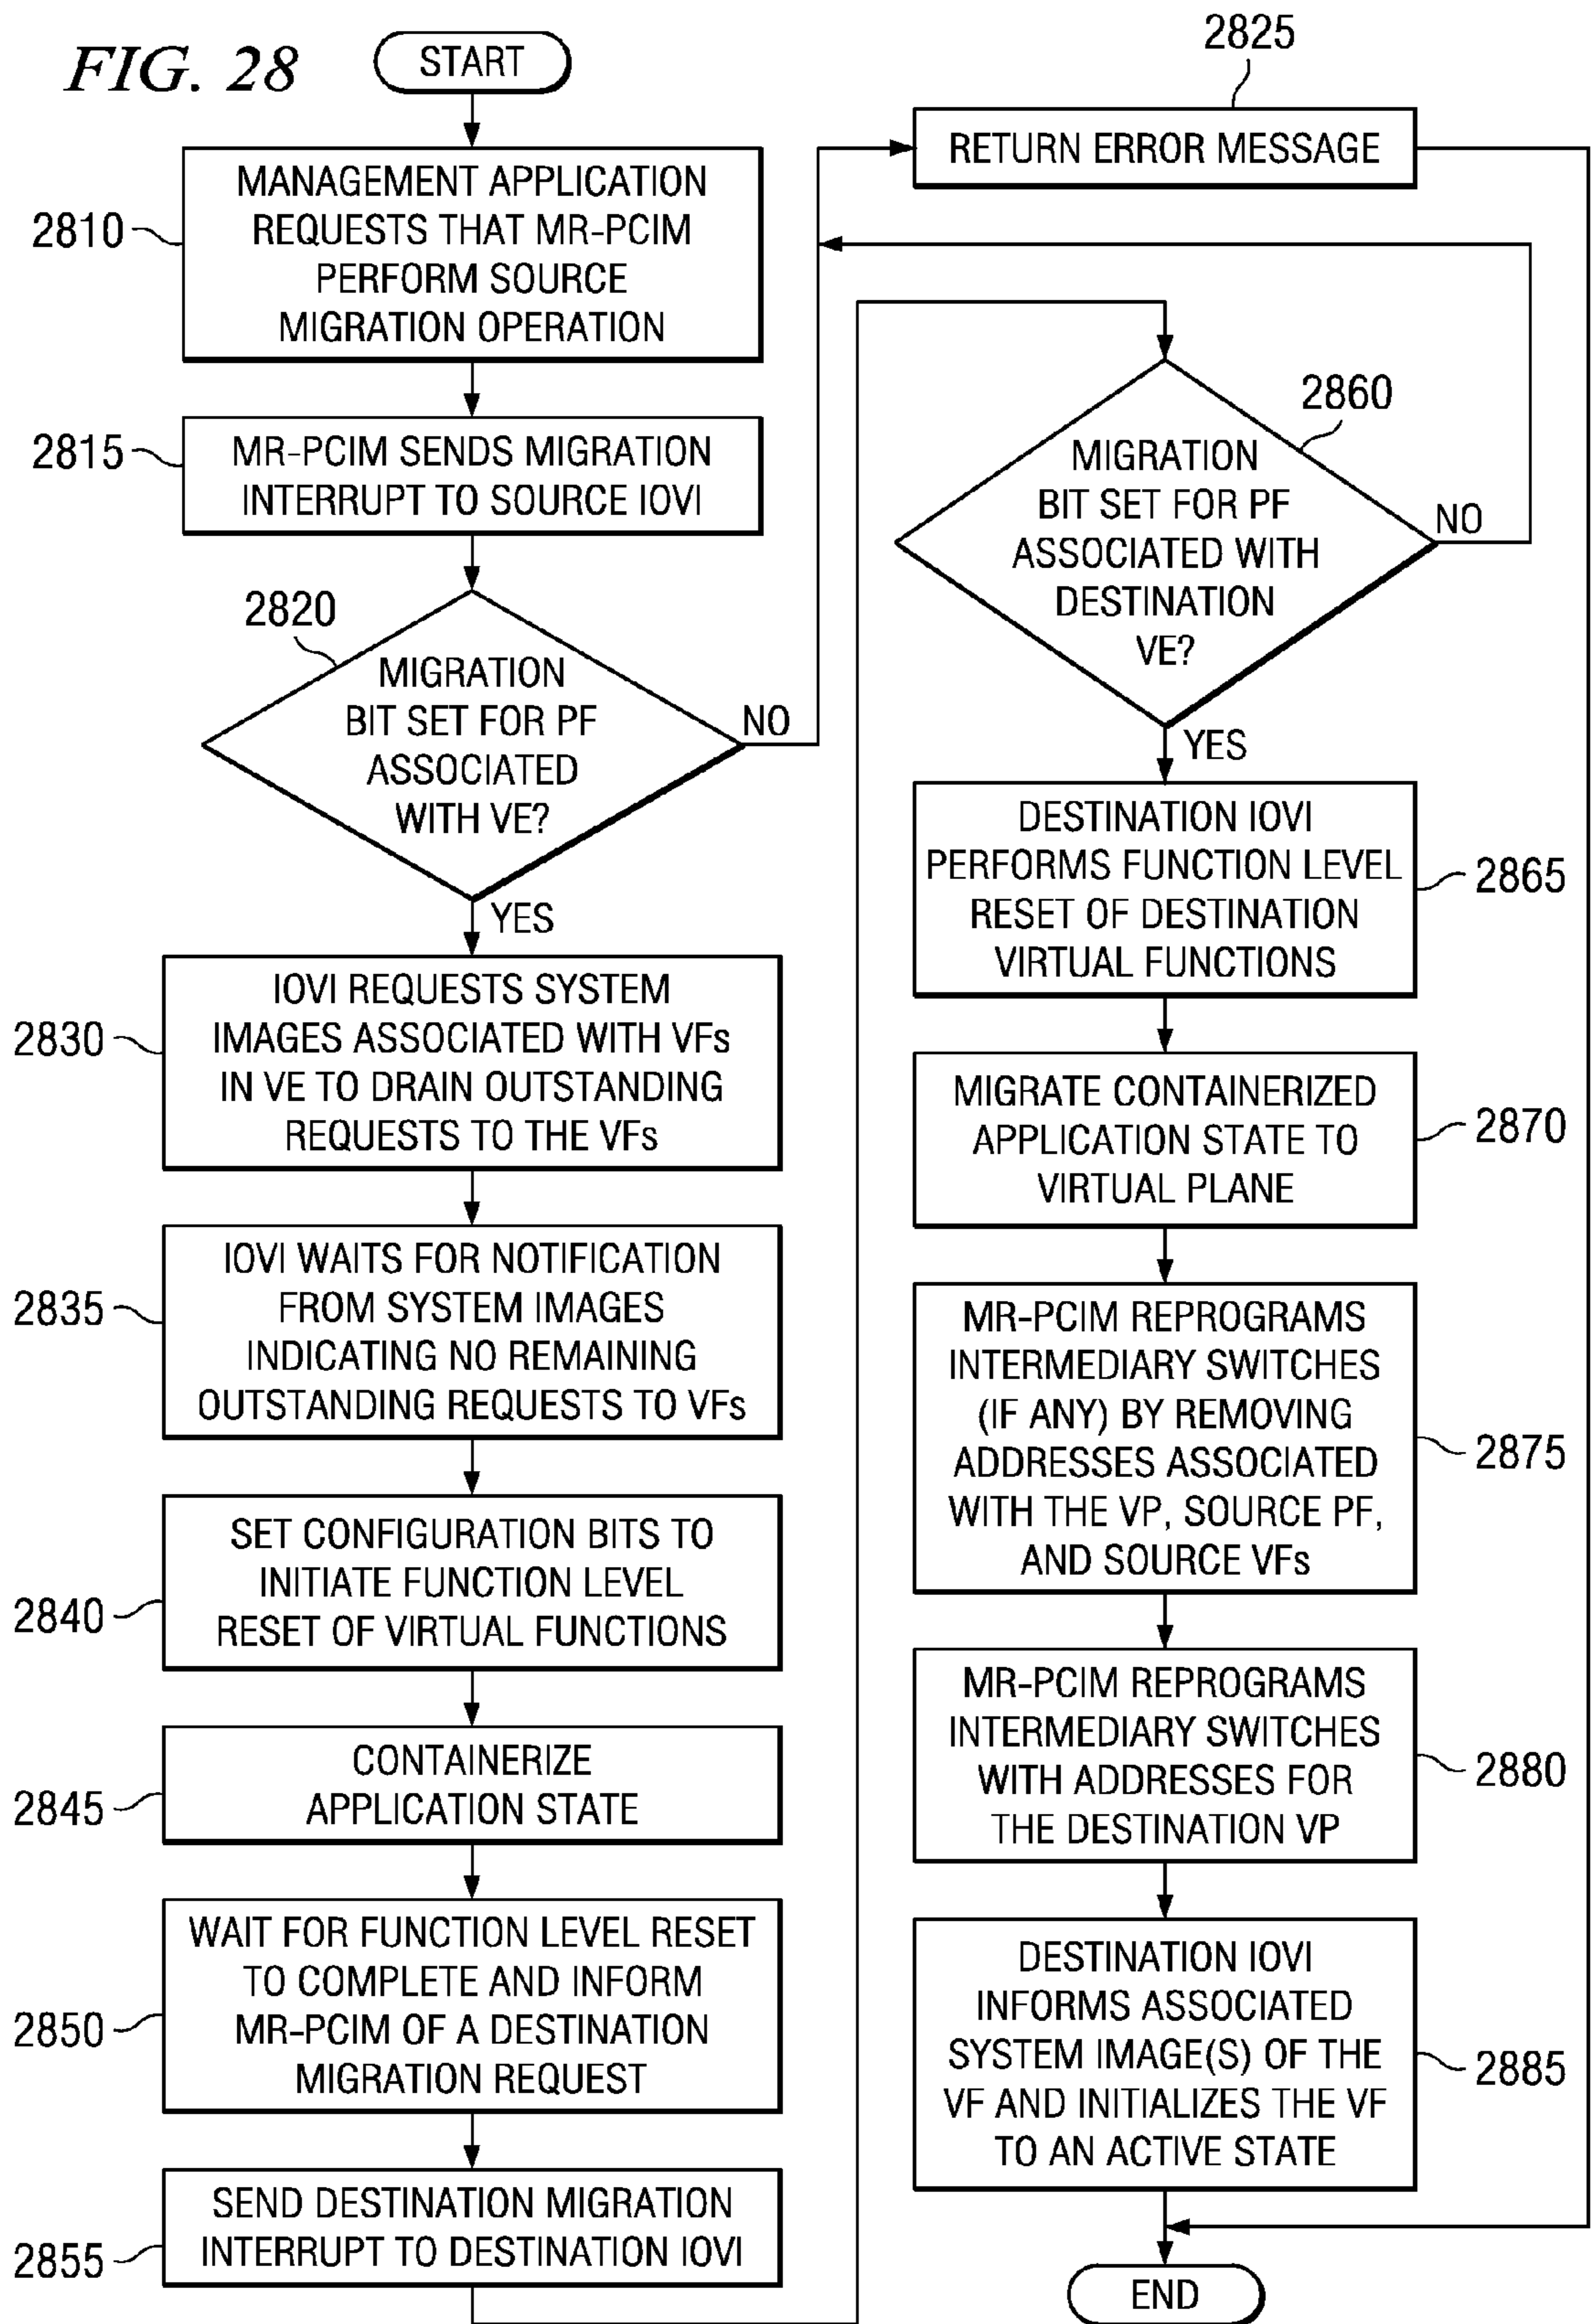 FIG. 28
START
2810
MANAGEMENT APPLICATION
REQUESTS THAT MR-PCIM
PERFORM SOURCE
MIGRATION OPERATION
2815
MR-PCIM SENDS MIGRATION
INTERRUPT TO SOURCE IOVI
2820
MIGRATION
BIT SET FOR PF
ASSOCIATED
WITH VE?
NO
YES
2825
RETURN ERROR MESSAGE
2830
IOVI REQUESTS SYSTEM
IMAGES ASSOCIATED WITH VFs
IN VE TO DRAIN OUTSTANDING
REQUESTS TO THE VFs
2835
IOVI WAITS FOR NOTIFICATION
FROM SYSTEM IMAGES
INDICATING NO REMAINING
OUTSTANDING REQUESTS TO VFs
2840
SET CONFIGURATION BITS TO
INITIATE FUNCTION LEVEL
RESET OF VIRTUAL FUNCTIONS
2845
CONTAINERIZE
APPLICATION STATE
2850
WAIT FOR FUNCTION LEVEL RESET
TO COMPLETE AND INFORM
MR-PCIM OF A DESTINATION
MIGRATION REQUEST
2855
SEND DESTINATION MIGRATION
INTERRUPT TO DESTINATION IOVI
2860
MIGRATION
BIT SET FOR PF
ASSOCIATED WITH
DESTINATION
VE?
NO
YES
DESTINATION IOVI
PERFORMS FUNCTION LEVEL
RESET OF DESTINATION
VIRTUAL FUNCTIONS
2865
MIGRATE CONTAINERIZED
APPLICATION STATE TO
VIRTUAL PLANE
2870
MR-PCIM REPROGRAMS
INTERMEDIARY SWITCHES
(IF ANY) BY REMOVING
ADDRESSES ASSOCIATED
WITH THE VP, SOURCE PF,
AND SOURCE VFs
2875
MR-PCIM REPROGRAMS
INTERMEDIARY SWITCHES
WITH ADDRESSES FOR
THE DESTINATION VP
2880
DESTINATION IOVI
INFORMS ASSOCIATED
SYSTEM IMAGE(S) OF THE
VF AND INITIALIZES THE VF
TO AN ACTIVE STATE
2885
END